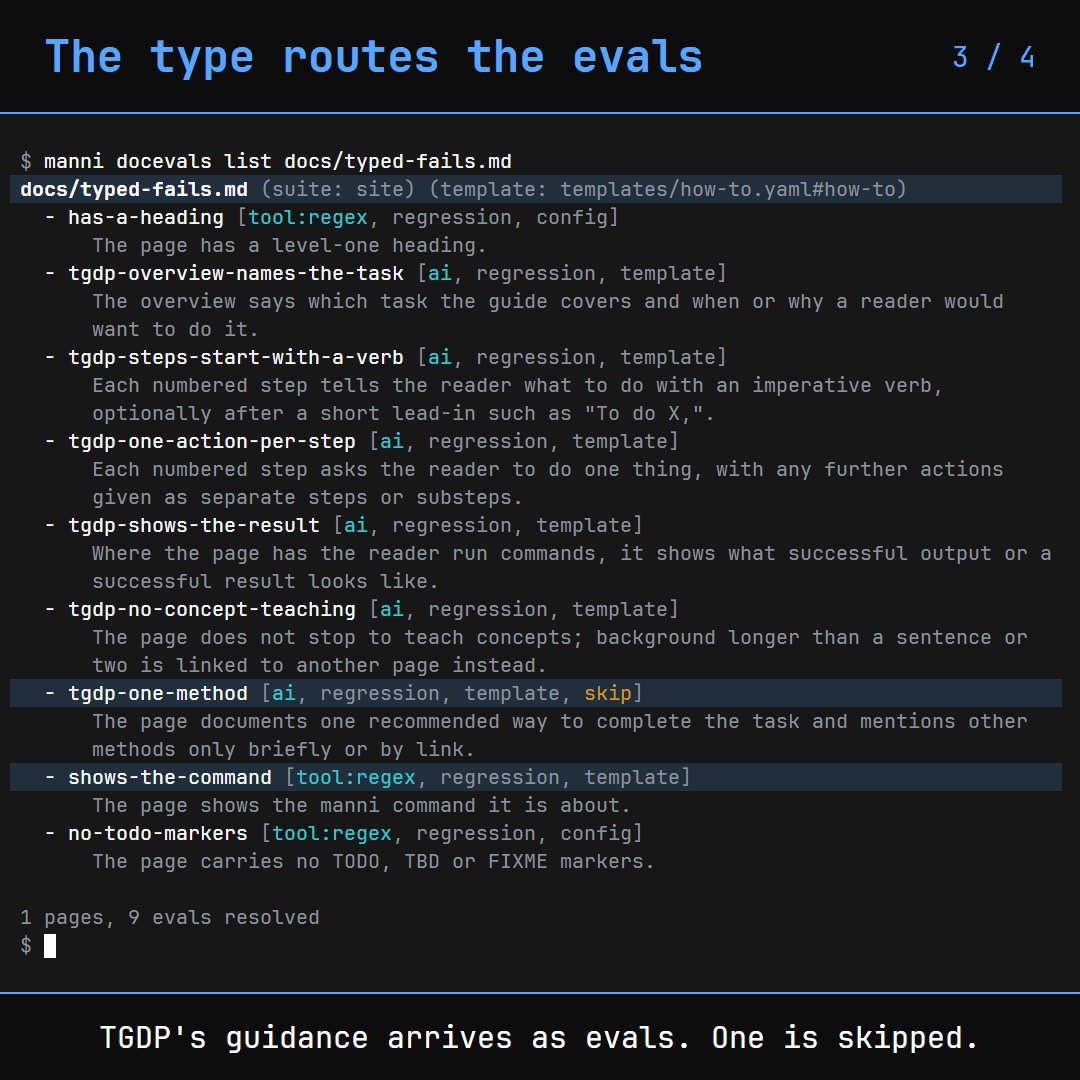 The type routes the evals
3 / 4
$ manni docevals list docs/typed-fails.md
docs/typed-fails.md (suite: site) (template: templates/how-to.yaml#how-to)
- has-a-heading [tool:regex, regression, config]
The page has a level-one heading.
- tgdp-overview-names-the-task [ai, regression, template]
The overview says which task the guide covers and when or why a reader would
want to do it.
- tgdp-steps-start-with-a-verb [ai, regression, template]
Each numbered step tells the reader what to do with an imperative verb,
optionally after a short lead-in such as "To do X,".
- tgdp-one-action-per-step [ai, regression, template]
Each numbered step asks the reader to do one thing, with any further actions
given as separate steps or substeps.
- tgdp-shows-the-result [ai, regression, template]
Where the page has the reader run commands, it shows what successful output or a
successful result looks like.
- tgdp-no-concept-teaching [ai, regression, template]
The page does not stop to teach concepts; background longer than a sentence or
two is linked to another page instead.
- tgdp-one-method [ai, regression, template, skip]
The page documents one recommended way to complete the task and mentions other
methods only briefly or by link.
- shows-the-command [tool:regex, regression, template]
The page shows the manni command it is about.
- no-todo-markers [tool:regex, regression, config]
The page carries no TODO, TBD or FIXME markers.
1 pages, 9 evals resolved
$
TGDP's guidance arrives as evals. One is skipped.